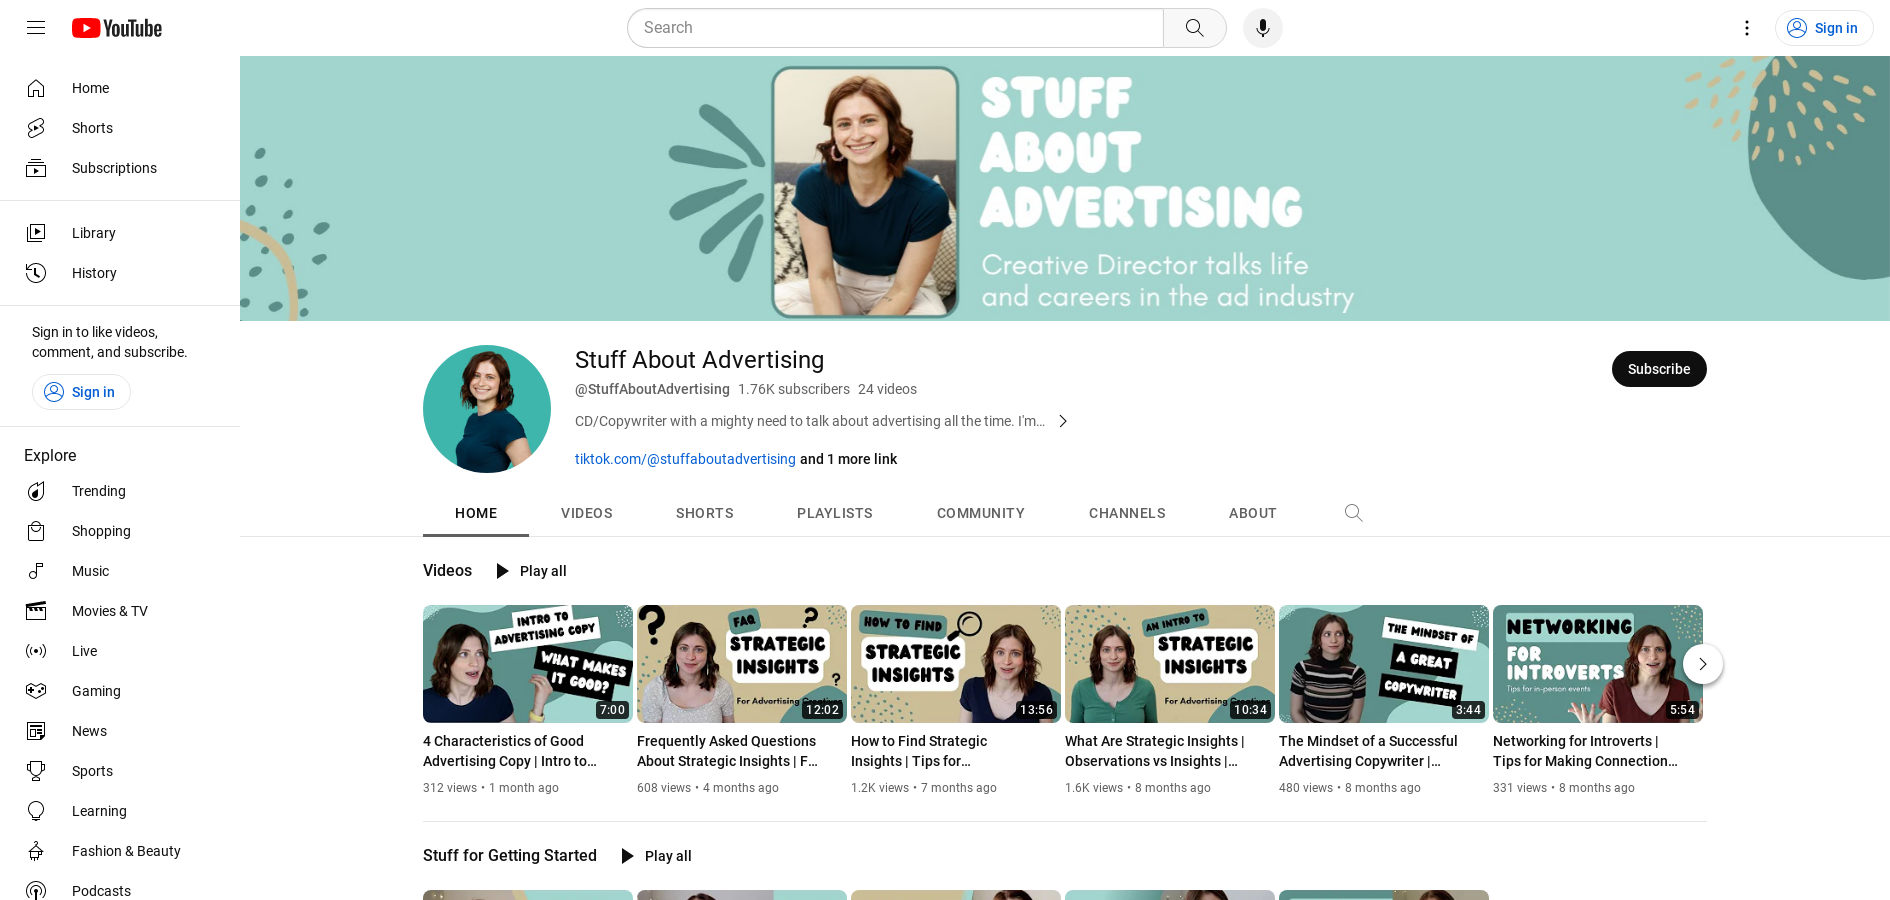 YouTube
Search
Sign in
Home
Shorts
Subscriptions
Library
History
Sign in to like videos,
comment, and subscribe.
Sign in
Explore
Trending
Shopping
Music
Movies & TV
Live
Gaming
News
Sports
Learning
Fashion & Beauty
Podcasts
STUFF
ABOUT
ADVERTISING
Creative Director talks life
and careers in the ad industry
Stuff About Advertising
@StuffAboutAdvertising 1.76K subscribers 24 videos
CD/Copywriter with a mighty need to talk about advertising all the time. I'm...
tiktok.com/@stuffaboutadvertising and 1 more link
Subscribe
HOME VIDEOS SHORTS PLAYLISTS COMMUNITY CHANNELS ABOUT
Videos Play all
INTRO TO
ADVERTISING COPY
WHAT MAKES
IT GOOD?
7:00
4 Characteristics of Good
Advertising Copy | Intro to...
312 views • 1 month ago
? ?
FAQ
STRATEGIC
INSIGHTS
?
For Advertising
12:02
Frequently Asked Questions
About Strategic Insights | F...
608 views • 4 months ago
HOW TO FIND
STRATEGIC
INSIGHTS
13:56
How to Find Strategic
Insights | Tips for...
1.2K views • 7 months ago
AN INTRO TO
STRATEGIC
INSIGHTS
For Advertising
10:34
What Are Strategic Insights |
Observations vs Insights |...
1.6K views • 8 months ago
THE MINDSET OF
A GREAT
COPYWRITER
3:44
The Mindset of a Successful
Advertising Copywriter |...
480 views • 8 months ago
NETWORKING
FOR
INTROVERTS
Tips for in-person events
5:54
Networking for Introverts |
Tips for Making Connection...
331 views • 8 months ago
Stuff for Getting Started Play all